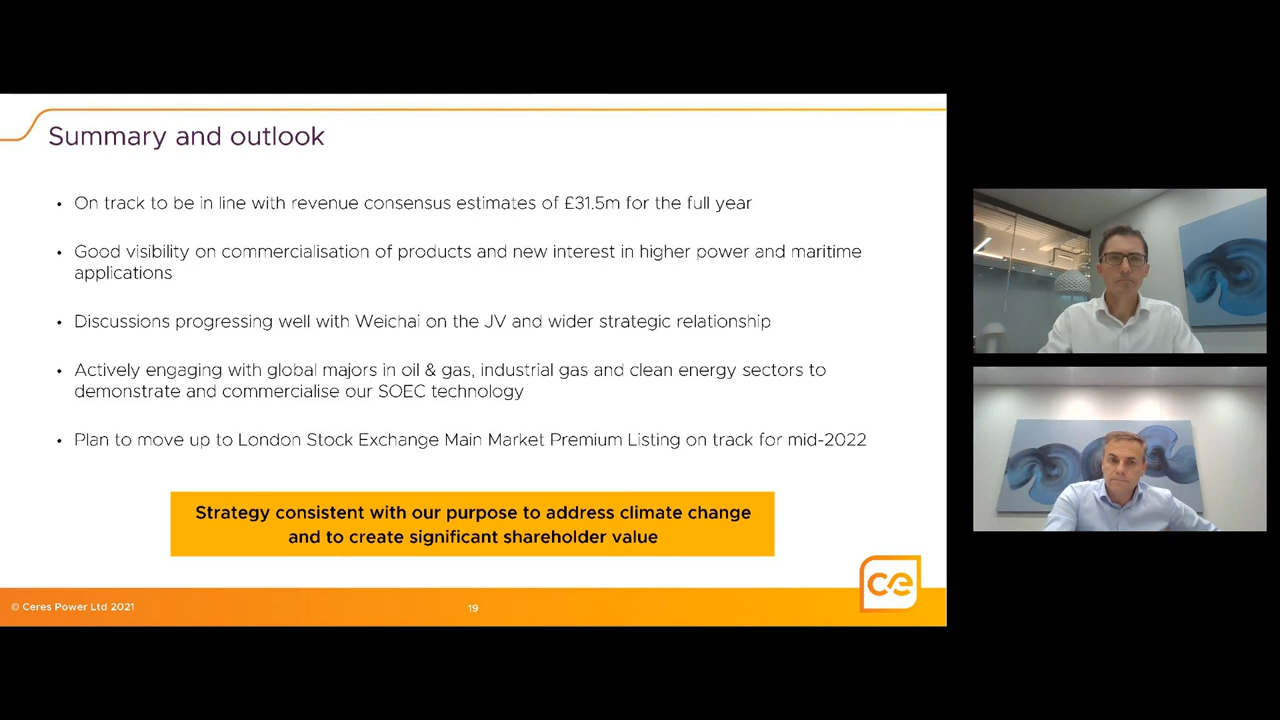 Summary and outlook
• On track to be in line with revenue consensus estimates of £31.5m for the full year
• Good visibility on commercialisation of products and new interest in higher power and maritime
applications
• Discussions progressing well with Weichai on the JV and wider strategic relationship
• Actively engaging with global majors in oil & gas, industrial gas and clean energy sectors to
demonstrate and commercialise our SOEC technology
• Plan to move up to London Stock Exchange Main Market Premium Listing on track for mid-2022
Strategy consistent with our purpose to address climate change
and to create significant shareholder value
ce
© Ceres Power Ltd 2021
19